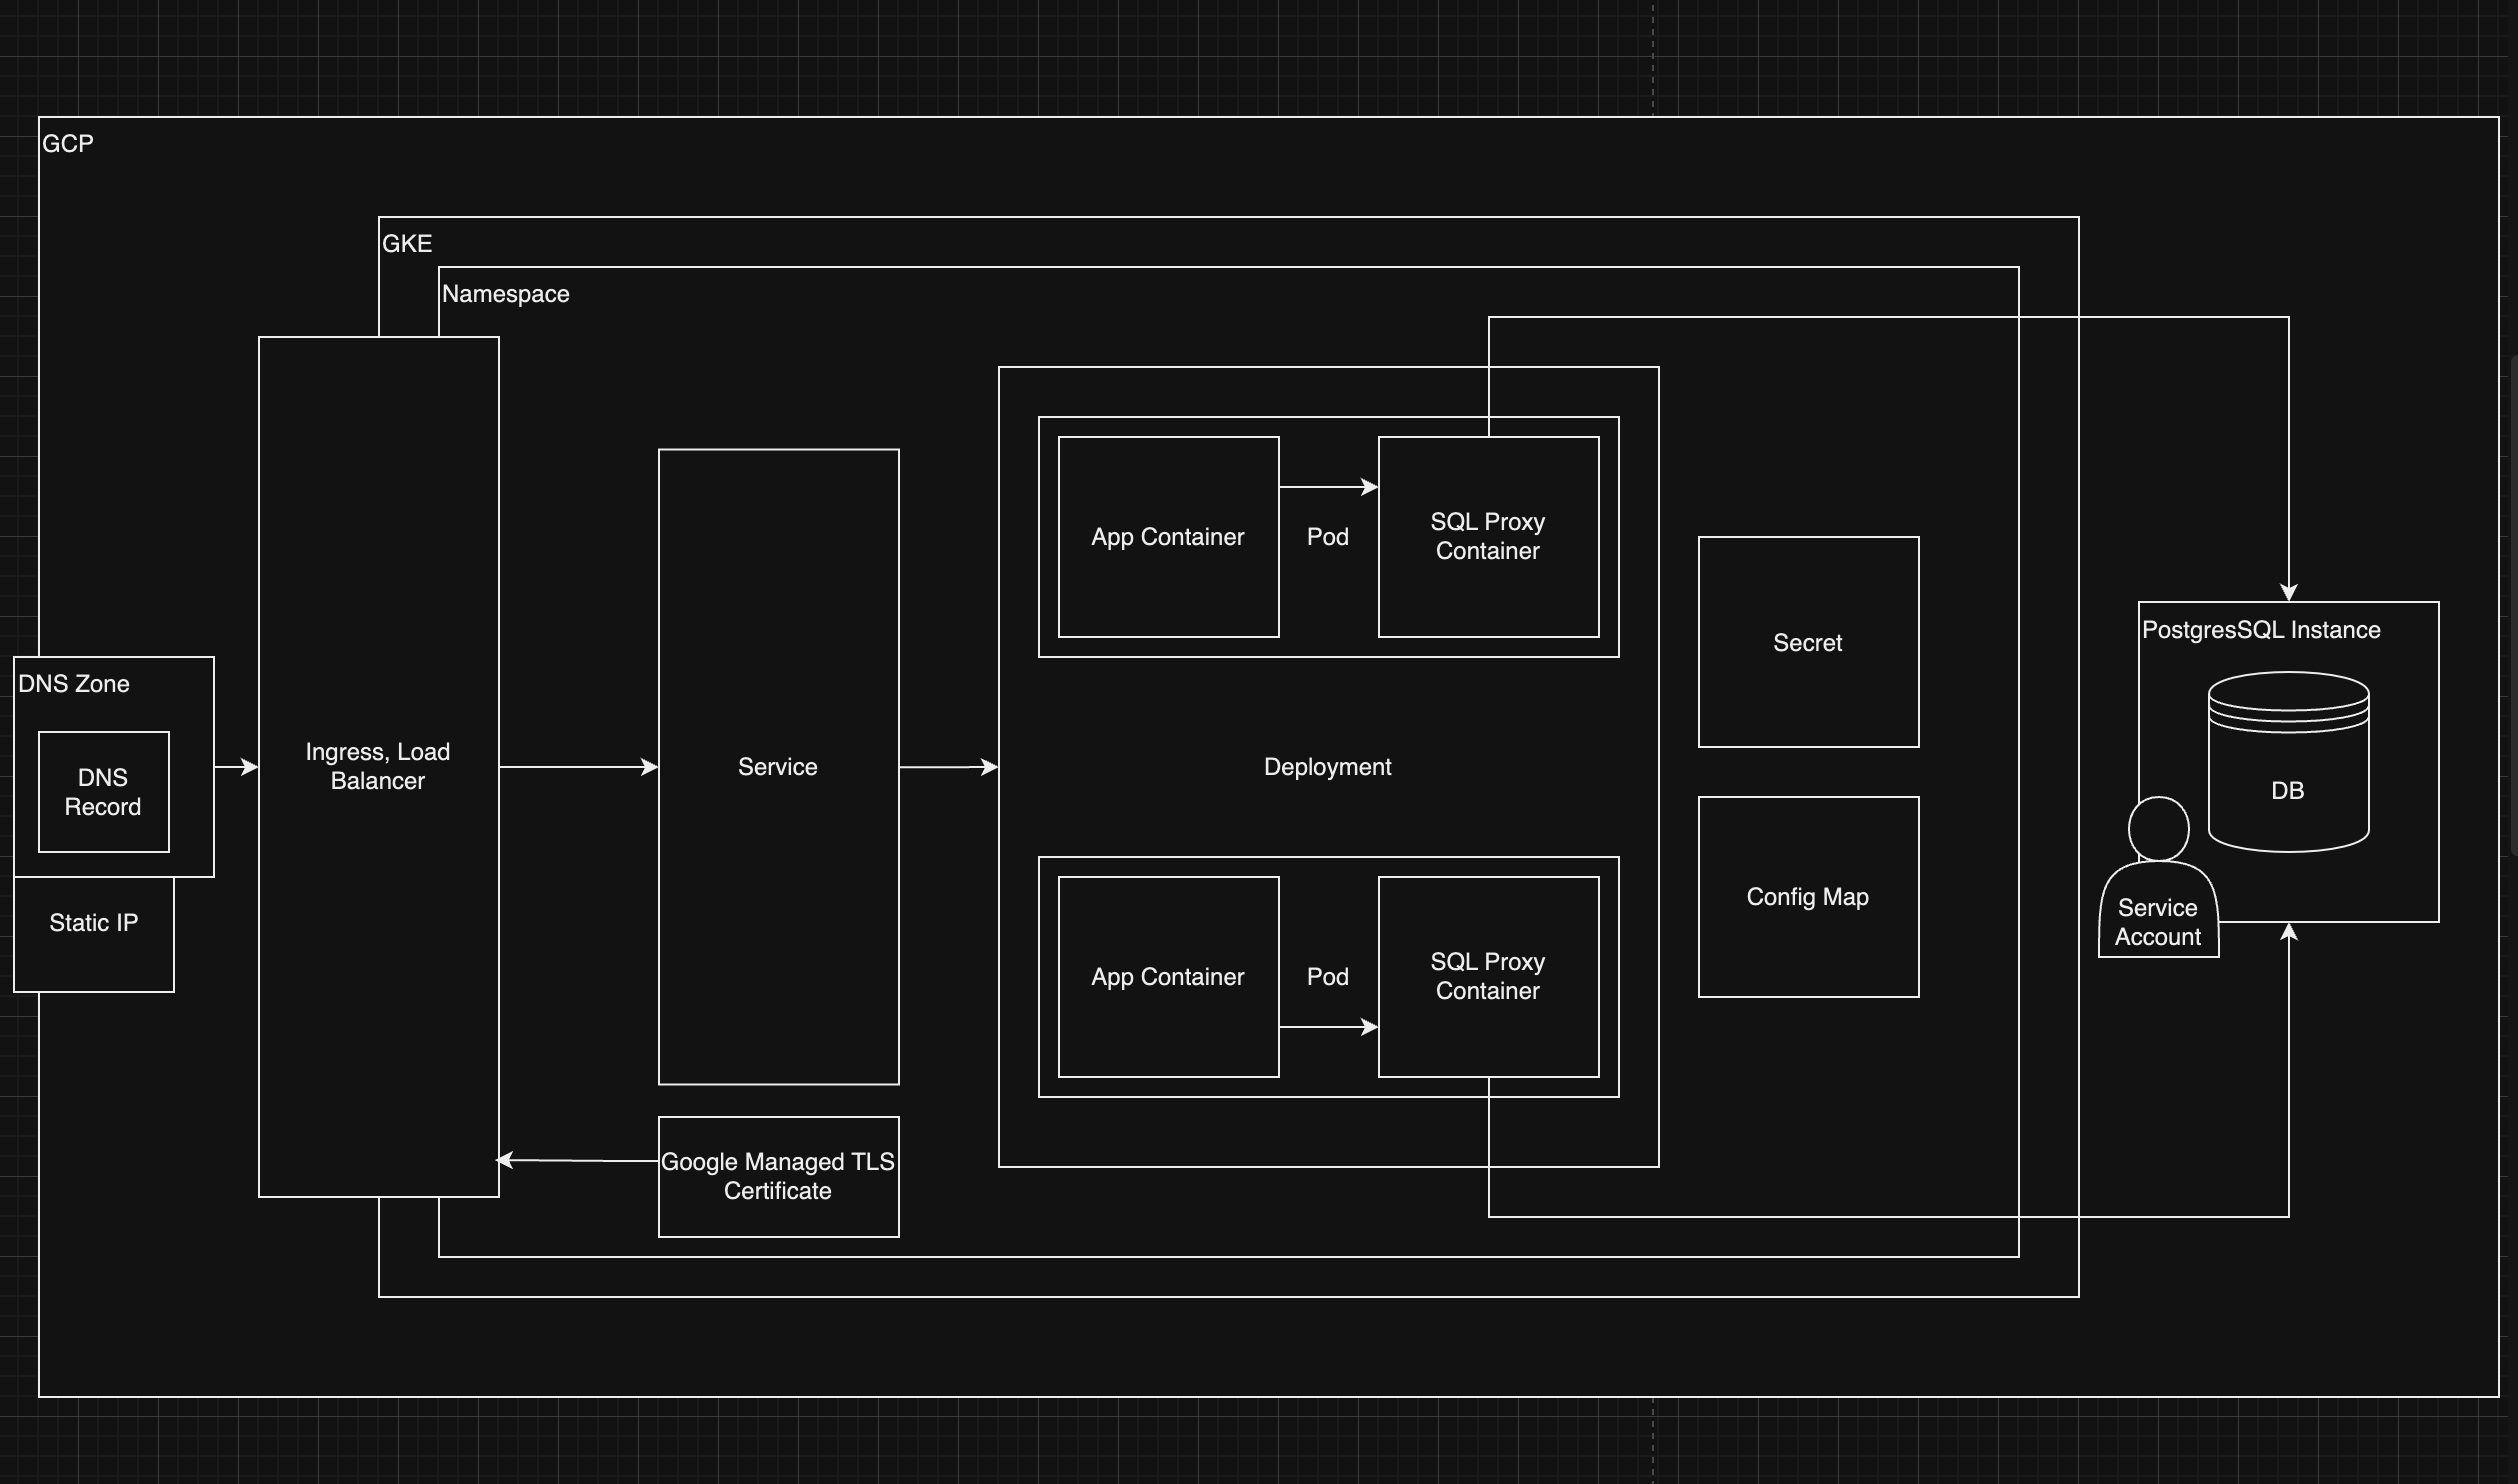 GCP
GKE
Namespace
App Container
Pod
SQL Proxy
Container
Secret
PostgresSQL Instance
DNS Zone
DNS
Record
Static IP
Ingress, Load
Balancer
Service
Deployment
DB
Config Map
Service
Account
App Container
Pod
SQL Proxy
Container
Google Managed TLS
Certificate